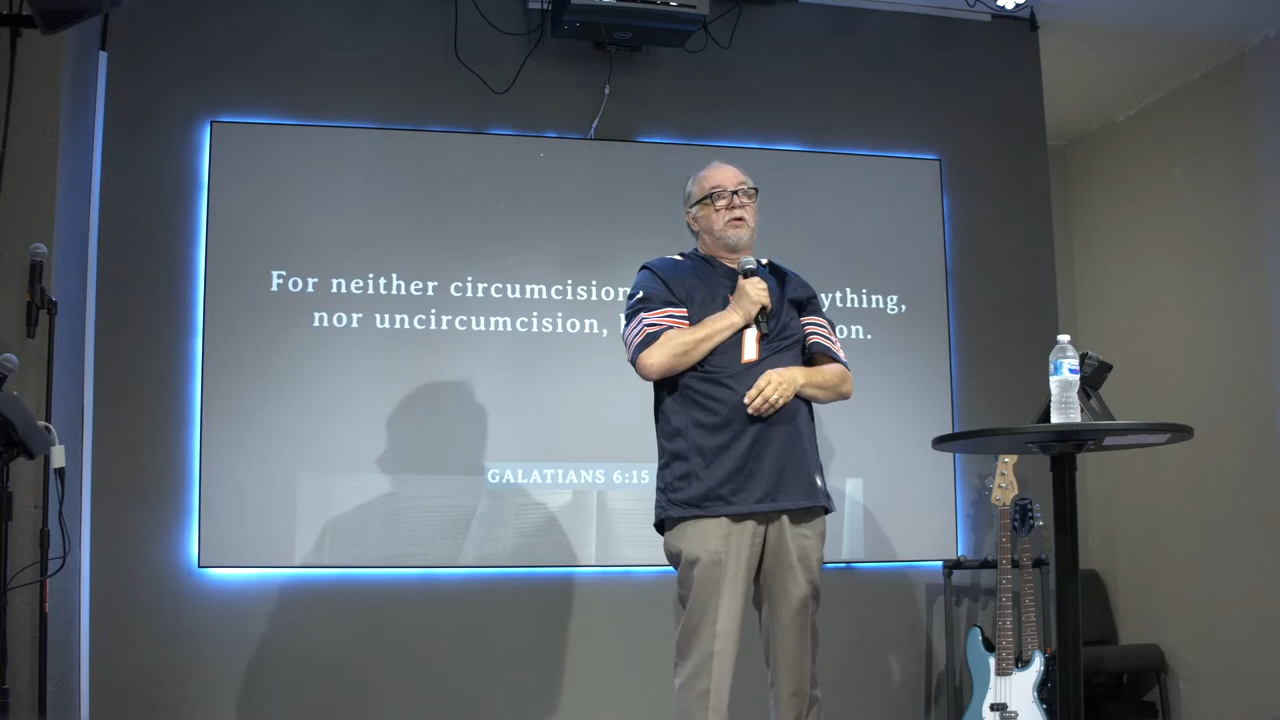 For neither circumcision ything,
nor uncircumcision, on.
GALATIANS 6:15